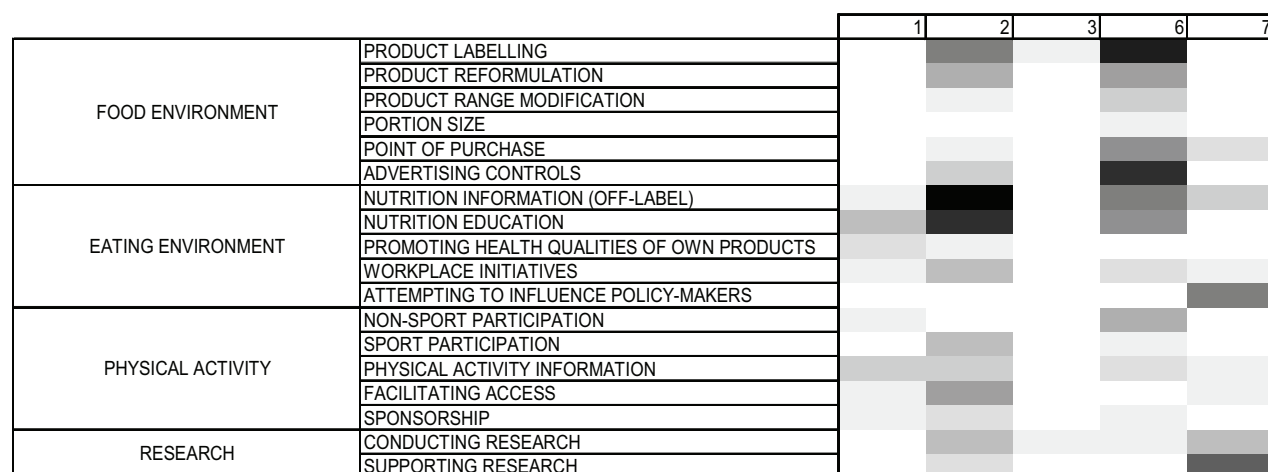 1 2 3 6 7
PRODUCT LABELLING
PRODUCT REFORMULATION
FOOD ENVIRONMENT
PRODUCT RANGE MODIFICATION
PORTION SIZE
POINT OF PURCHASE
ADVERTISING CONTROLS
NUTRITION INFORMATION (OFF-LABEL)
NUTRITION EDUCATION
EATING ENVIRONMENT
PROMOTING HEALTH QUALITIES OF OWN PRODUCTS
WORKPLACE INITIATIVES
ATTEMPTING TO INFLUENCE POLICY-MAKERS
NON-SPORT PARTICIPATION
SPORT PARTICIPATION
PHYSICAL ACTIVITY
PHYSICAL ACTIVITY INFORMATION
FACILITATING ACCESS
SPONSORSHIP
RESEARCH
CONDUCTING RESEARCH
SUPPORTING RESEARCH